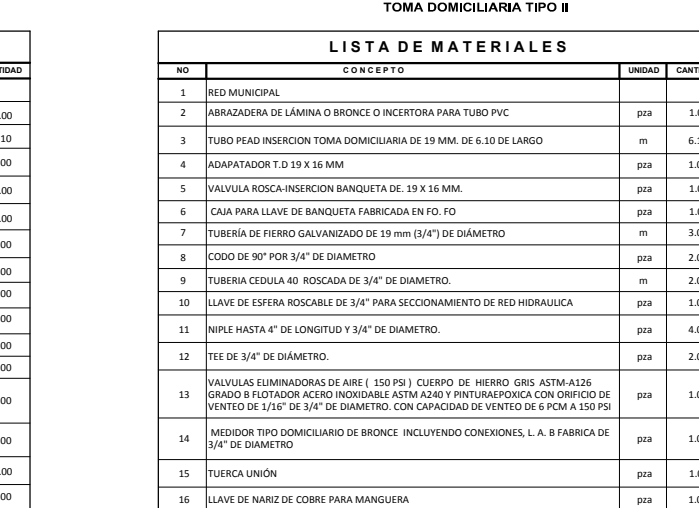 TOMA DOMICILIARIA TIPO II
LISTA DE MATERIALES
NO CONCEPTO UNIDAD
1 RED MUNICIPAL
2 ABRAZADERA DE LÁMINA O BRONCE O INCERTORA PARA TUBO PVC pza
3 TUBO PEAD INSERCION TOMA DOMICILIARIA DE 19 MM. DE 6.10 DE LARGO m
4 ADAPATADOR T.D 19 X 16 MM pza
5 VALVULA ROSCA-INSERCION BANQUETA DE. 19 X 16 MM. pza
6 CAJA PARA LLAVE DE BANQUETA FABRICADA EN FO. FO pza
7 TUBERÍA DE FIERRO GALVANIZADO DE 19 mm (3/4") DE DIÁMETRO m
8 CODO DE 90° POR 3/4" DE DIAMETRO pza
9 TUBERIA CEDULA 40 ROSCADA DE 3/4" DE DIAMETRO. m
10 LLAVE DE ESFERA ROSCABLE DE 3/4" PARA SECCIONAMIENTO DE RED HIDRAULICA pza
11 NIPLE HASTA 4" DE LONGITUD Y 3/4" DE DIAMETRO. pza
12 TEE DE 3/4" DE DIÁMETRO. pza
VALVULAS ELIMINADORAS DE AIRE ( 150 PSI ) CUERPO DE HIERRO GRIS ASTM-A126
13 GRADO B FLOTADOR ACERO INOXIDABLE ASTM A240 Y PINTURAEPOXICA CON ORIFICIO DE pza
VENTEO DE 1/16" DE 3/4" DE DIAMETRO. CON CAPACIDAD DE VENTEO DE 6 PCM A 150 PSI
14 MEDIDOR TIPO DOMICILIARIO DE BRONCE INCLUYENDO CONEXIONES, L. A. B FABRICA DE pza
3/4" DE DIAMETRO
15 TUERCA UNIÓN pza
16 LLAVE DE NARIZ DE COBRE PARA MANGUERA pza